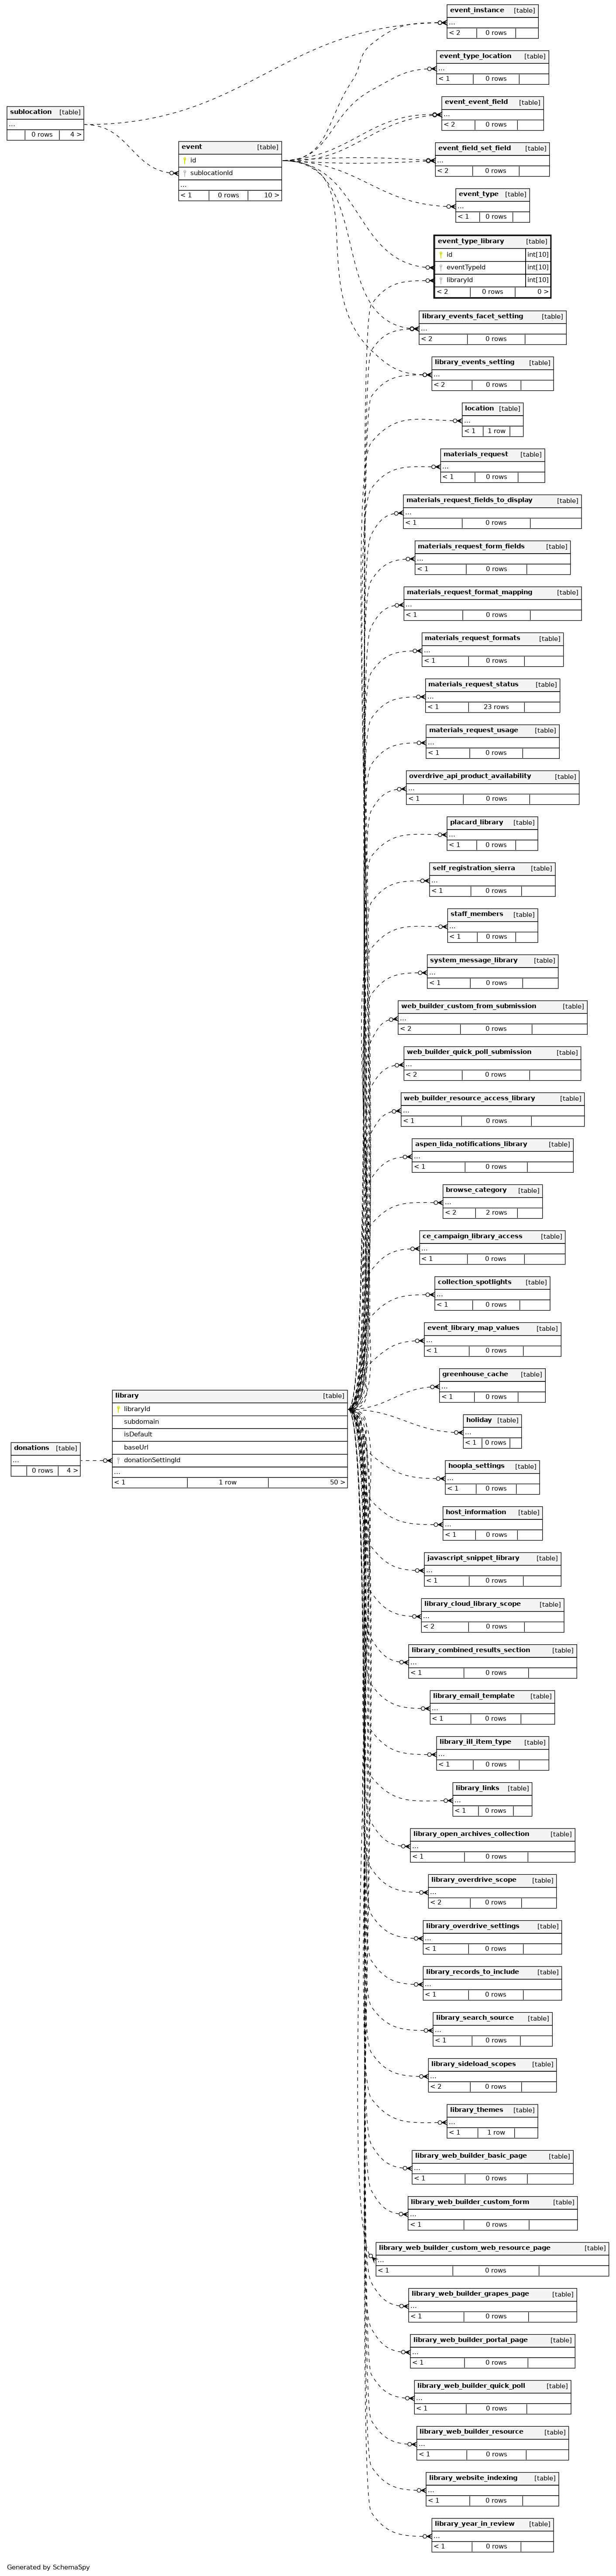 event_instance [table]
...
< 2 0 rows
event_type_location [table]
...
< 1 0 rows
event_event_field [table]
...
< 2 0 rows
sublocation [table]
...
0 rows 4 >
event [table]
id
sublocationId
...
< 1 0 rows 10 >
event_field_set_field [table]
...
< 2 0 rows
event_type [table]
...
< 1 0 rows
event_type_library [table]
id int[10]
eventTypeId int[10]
libraryId int[10]
< 2 0 rows 0 >
library_events_facet_setting [table]
...
< 2 0 rows
library_events_setting [table]
...
< 2 0 rows
location [table]
...
< 1 1 row
materials_request [table]
...
< 1 0 rows
materials_request_fields_to_display [table]
...
< 1 0 rows
materials_request_form_fields [table]
...
< 1 0 rows
materials_request_format_mapping [table]
...
< 1 0 rows
materials_request_formats [table]
...
< 1 0 rows
materials_request_status [table]
...
< 1 23 rows
materials_request_usage [table]
...
< 1 0 rows
overdrive_api_product_availability [table]
...
< 1 0 rows
placard_library [table]
...
< 1 0 rows
self_registration_sierra [table]
...
< 1 0 rows
staff_members [table]
...
< 1 0 rows
system_message_library [table]
...
< 1 0 rows
web_builder_custom_from_submission [table]
...
< 2 0 rows
web_builder_quick_poll_submission [table]
...
< 2 0 rows
web_builder_resource_access_library [table]
...
< 1 0 rows
aspen_lida_notifications_library [table]
...
< 1 0 rows
browse_category [table]
...
< 2 2 rows
ce_campaign_library_access [table]
...
< 1 0 rows
collection_spotlights [table]
...
< 1 0 rows
event_library_map_values [table]
...
< 1 0 rows
greenhouse_cache [table]
...
< 1 0 rows
library [table]
libraryId
subdomain
isDefault
baseUrl
donationSettingId
...
< 1 1 row 50 >
donations [table]
...
0 rows 4 >
holiday [table]
...
< 1 0 rows
hoopla_settings [table]
...
< 1 0 rows
host_information [table]
...
< 1 0 rows
javascript_snippet_library [table]
...
< 1 0 rows
library_cloud_library_scope [table]
...
< 2 0 rows
library_combined_results_section [table]
...
< 1 0 rows
library_email_template [table]
...
< 1 0 rows
library_ill_item_type [table]
...
< 1 0 rows
library_links [table]
...
< 1 0 rows
library_open_archives_collection [table]
...
< 1 0 rows
library_overdrive_scope [table]
...
< 2 0 rows
library_overdrive_settings [table]
...
< 1 0 rows
library_records_to_include [table]
...
< 1 0 rows
library_search_source [table]
...
< 1 0 rows
library_sideload_scopes [table]
...
< 2 0 rows
library_themes [table]
...
< 1 1 row
library_web_builder_basic_page [table]
...
< 1 0 rows
library_web_builder_custom_form [table]
...
< 1 0 rows
library_web_builder_custom_web_resource_page [table]
...
< 1 0 rows
library_web_builder_grapes_page [table]
...
< 1 0 rows
library_web_builder_portal_page [table]
...
< 1 0 rows
library_web_builder_quick_poll [table]
...
< 1 0 rows
library_web_builder_resource [table]
...
< 1 0 rows
library_website_indexing [table]
...
< 1 0 rows
library_year_in_review [table]
...
< 1 0 rows
Generated by SchemaSpy